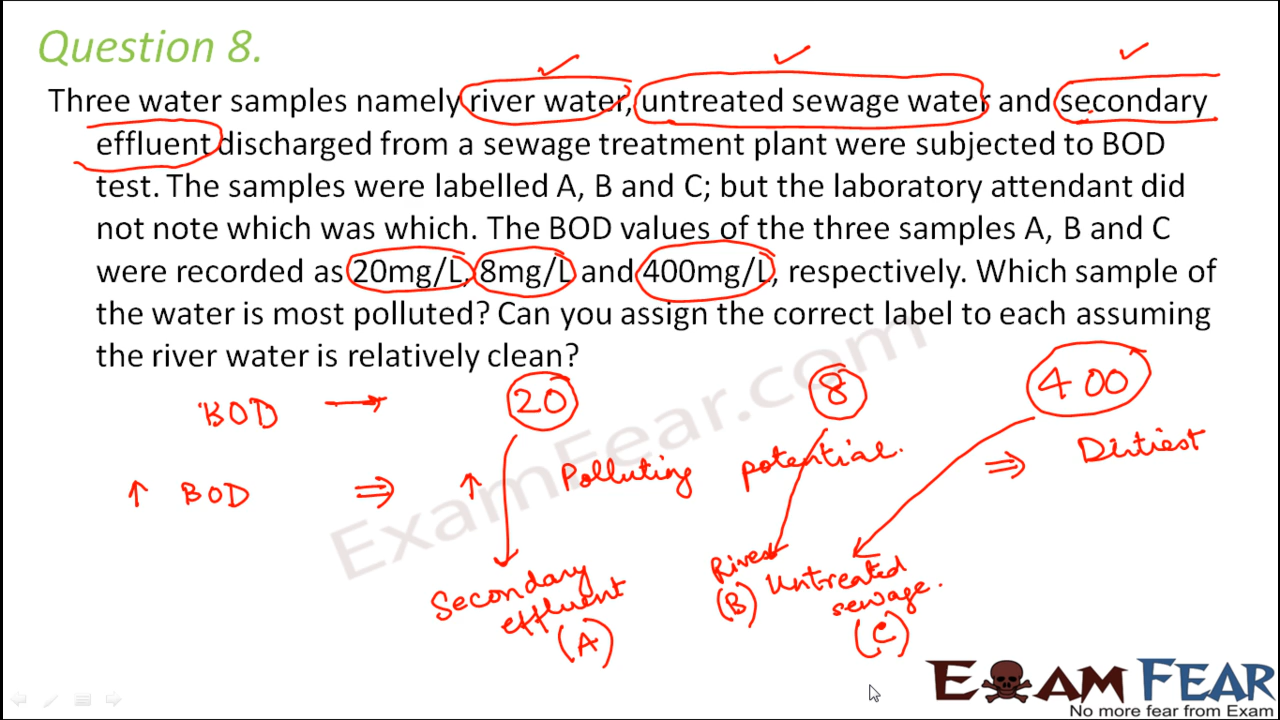 Question 8.
Three water samples namely river water, untreated sewage water and secondary
effluent discharged from a sewage treatment plant were subjected to BOD
test. The samples were labelled A, B and C; but the laboratory attendant did
not note which was which. The BOD values of the three samples A, B and C
were recorded as 20mg/L, 8mg/L and 400mg/L, respectively. Which sample of
the water is most polluted? Can you assign the correct label to each assuming
the river water is relatively clean?
BOD → 20 8 400
↑ BOD ⇒ ↑ Polluting potential. ⇒ Dirtiest
Secondary effluent (A)
River (B)
Untreated sewage. (C)
ExamFear.com
EXAM FEAR
No more fear from Exam